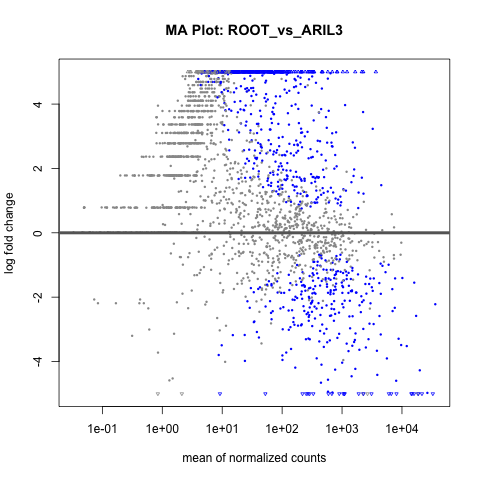 MA Plot: ROOT_vs_ARIL3
log fold change
4
2
0
-2
-4
1e-01 1e+00 1e+01 1e+02 1e+03 1e+04
mean of normalized counts